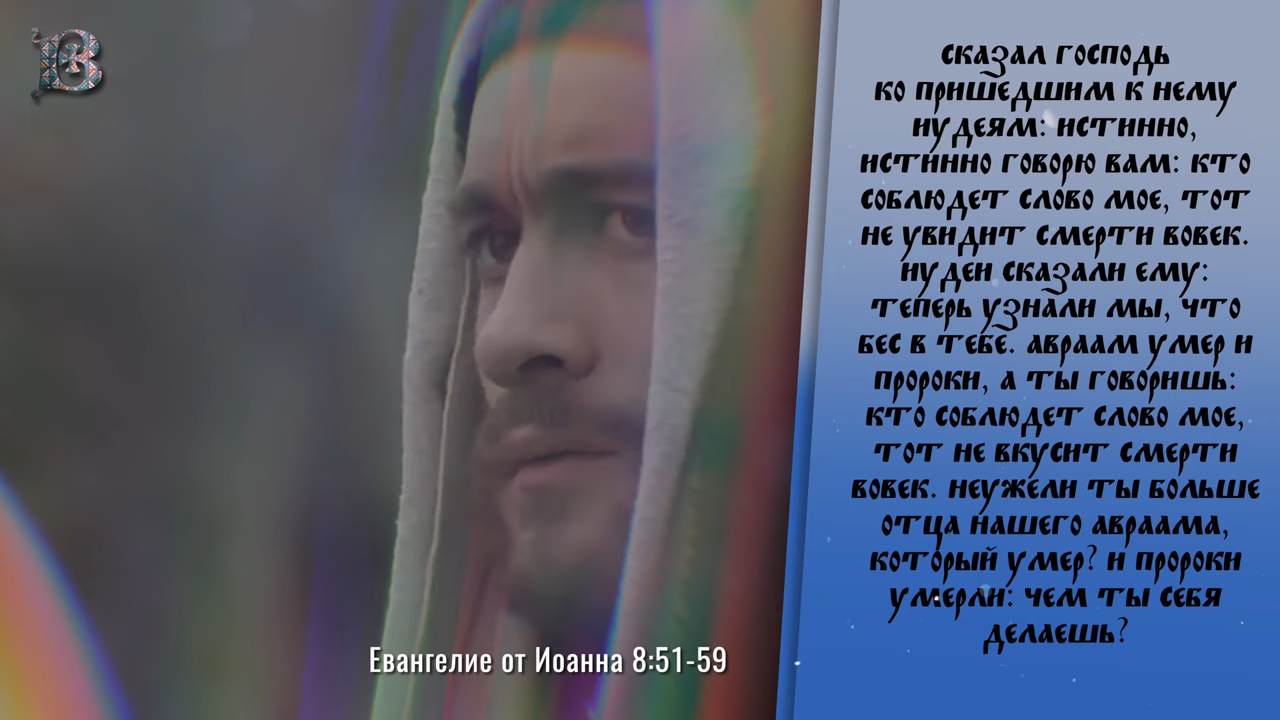 сказал господь
ко пришедшим к нему
иудеям: истинно,
истинно говорю вам: кто
соблюдет слово мое, тот
не увидит смерти вовек.
иудеи сказали ему:
теперь узнали мы, что
бес в тебе. авраам умер и
пророки, а ты говоришь:
кто соблюдет слово мое,
тот не вкусит смерти
вовек. неужели ты больше
отца нашего авраама,
который умер? и пророки
умерли: чем ты себя
делаешь?
Евангелие от Иоанна 8:51-59